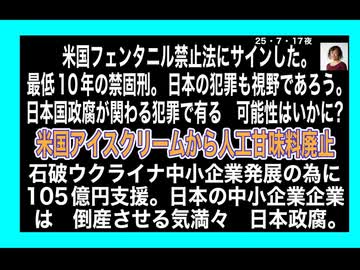 25・7・17夜
米国フェンタニル禁止法にサインした。
最低10年の禁固刑。日本の犯罪も視野であろう。
日本国政腐が関わる犯罪で有る　可能性はいかに?
米国アイスクリームから人工甘味料廃止
石破ウクライナ中小企業発展の為に
105億円支援。日本の中小企業企業
は　倒産させる気満々　日本政腐。